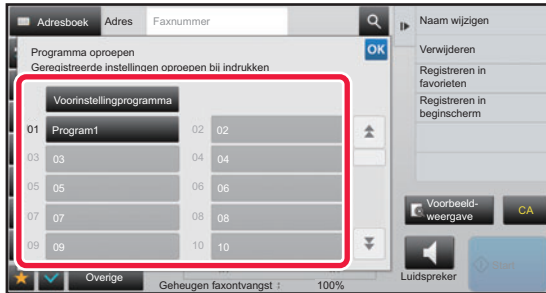 Adresboek Adres Faxnummer
Programma oproepen OK
Geregistreerde instellingen oproepen bij indrukken
Voorinstellingprogramma
01 Program1 02 02
03 03 04 04
05 05 06 06
07 07 08 08
09 09 10 10
Naam wijzigen
Verwijderen
Registreren in
favorieten
Registreren in
beginscherm
Voorbeeld-
weergave CA
Luidspreker Start
Overige
Geheugen faxontvangst : 100%